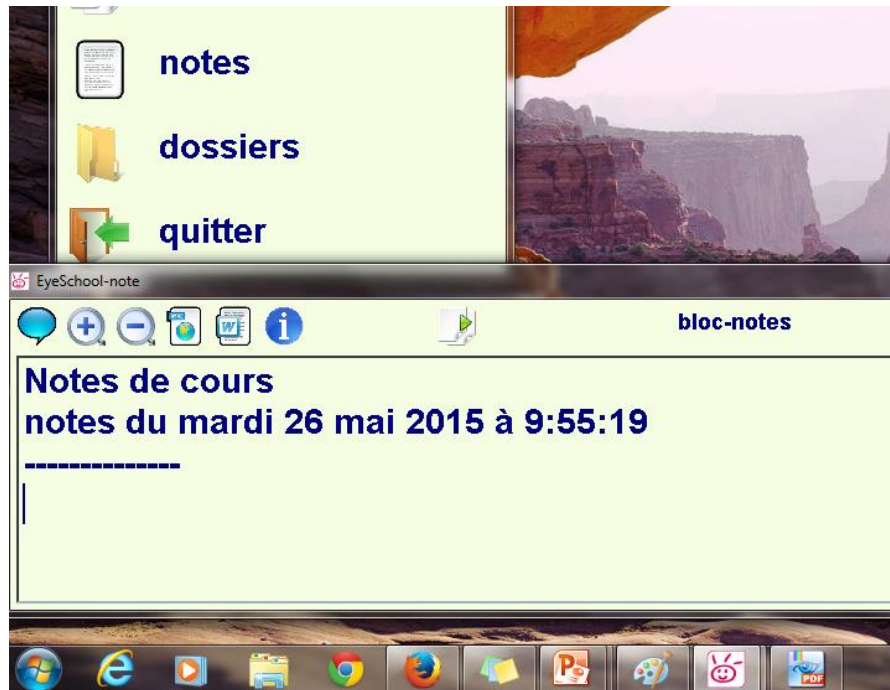 notes
dossiers
quitter
EyeSchool-note
bloc-notes
Notes de cours
notes du mardi 26 mai 2015 à 9:55:19
--------------
PDF